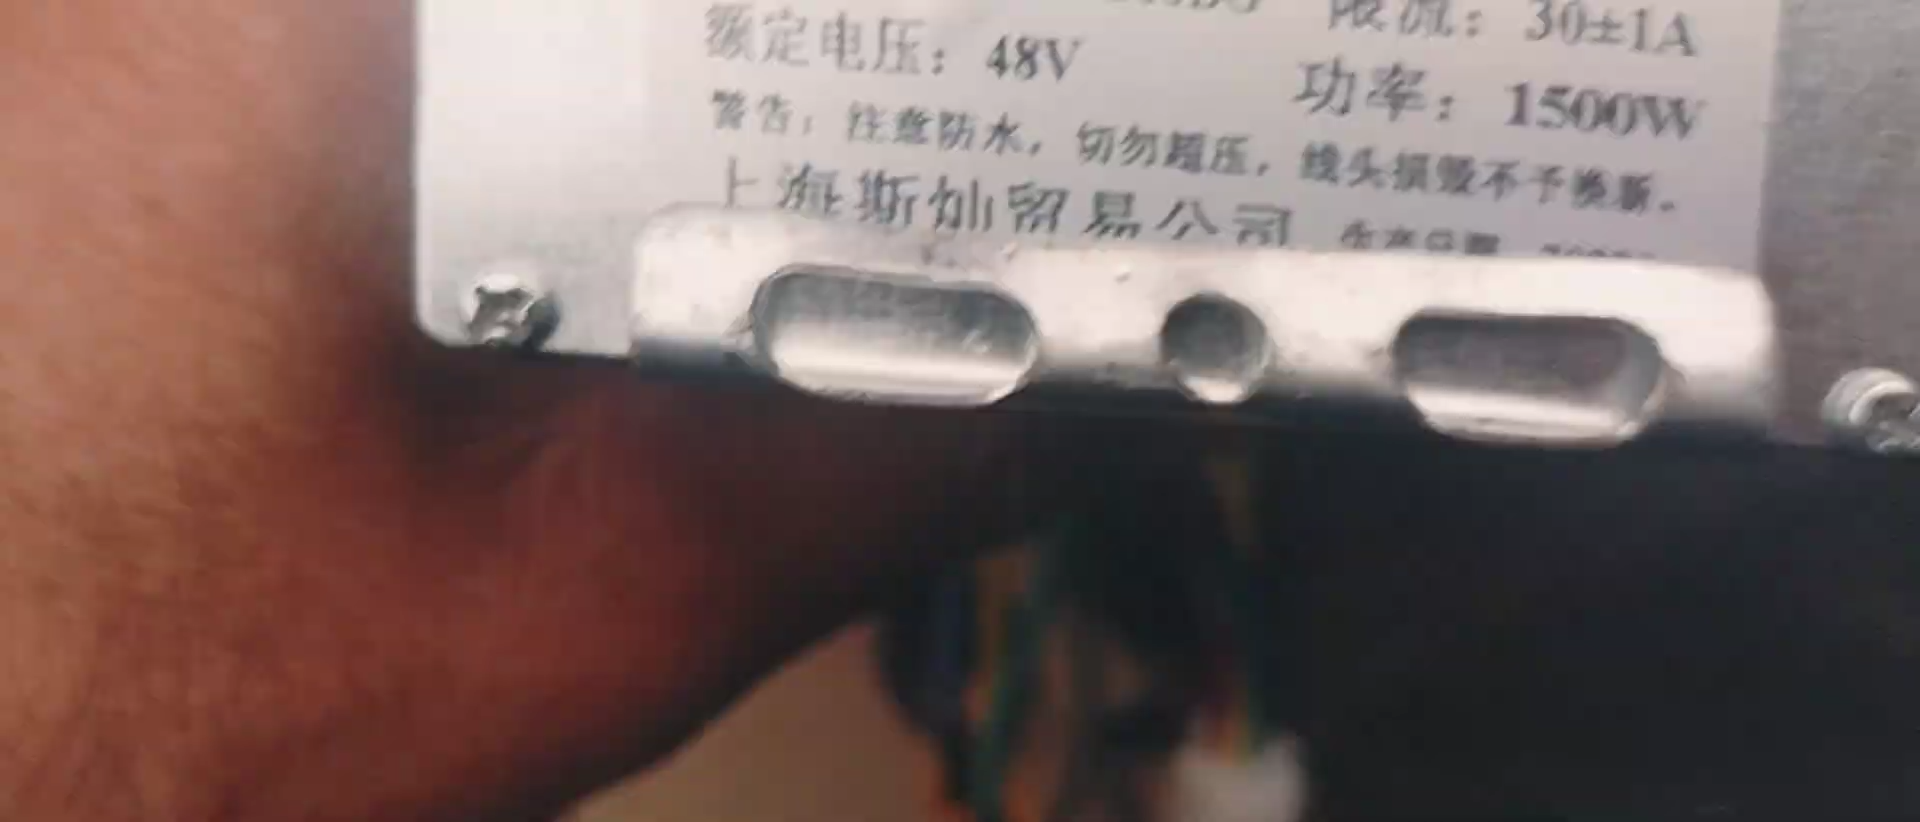 限流：30±1A
额定电压：48V
功率：1500W
警告：注意防水，切勿超压，线头损毁不予换新。
上海斯灿贸易公司